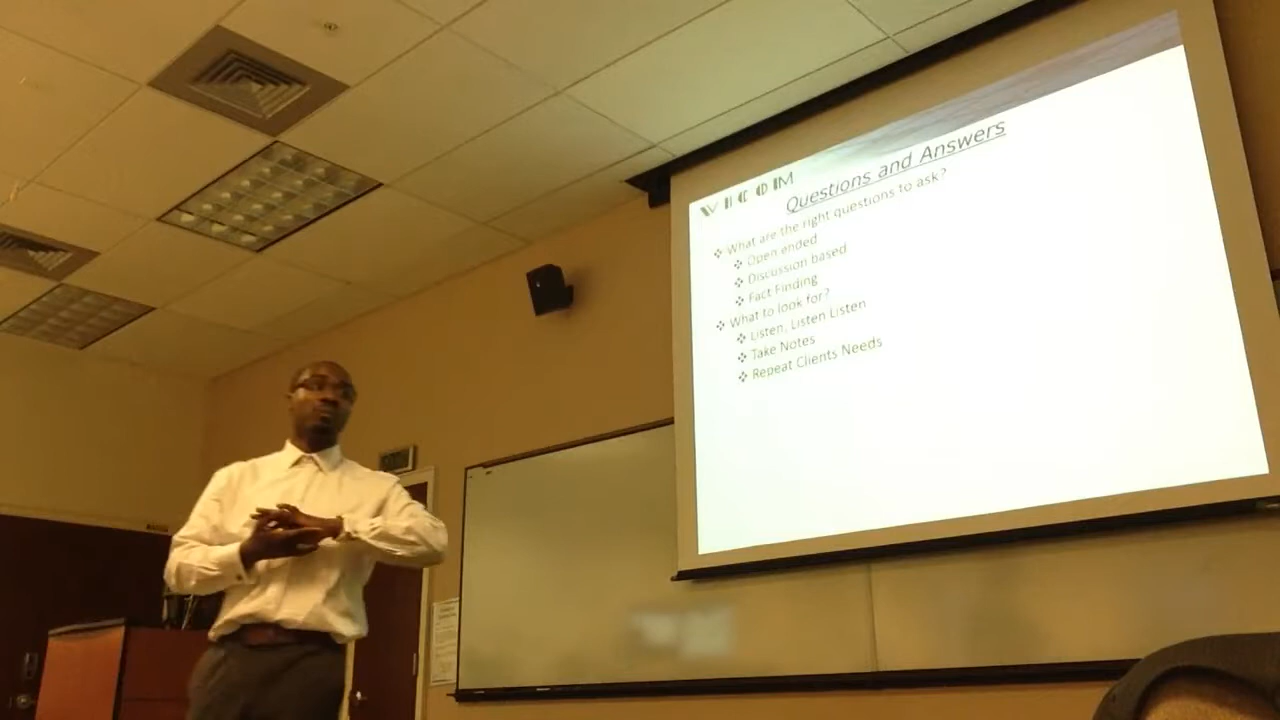 VICOM
Questions and Answers
What are the right questions to ask?
Open ended
Discussion based
Fact Finding
What to look for?
Listen, Listen Listen
Take Notes
Repeat Clients Needs